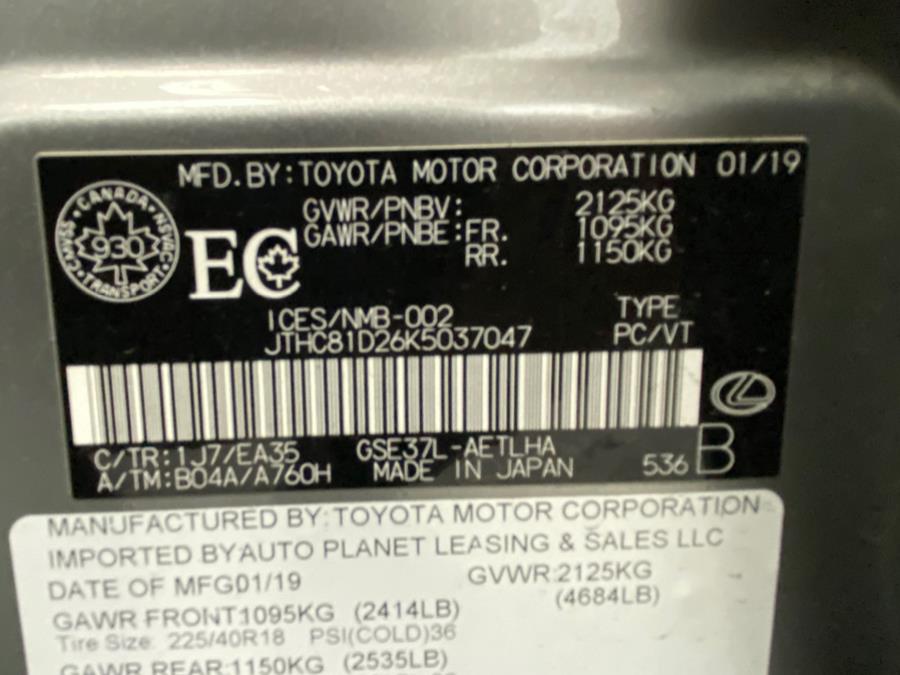 MFD.BY:TOYOTA MOTOR CORPORATION 01/19
CANADA
CMVSS 930 NSVAC
TRANSPORT
EC
GVWR/PNBV: 2125KG
GAWR/PNBE:FR. 1095KG
RR. 1150KG
ICES/NMB-002 TYPE
JTHC81D26K5037047 PC/VT
C/TR:1J7/EA35 GSE37L-AETLHA
A/TM:B04A/A760H MADE IN JAPAN 536 B
MANUFACTURED BY:TOYOTA MOTOR CORPORATION
IMPORTED BYAUTO PLANET LEASING & SALES LLC
DATE OF MFG01/19 GVWR:2125KG
(4684LB)
GAWR FRONT1095KG (2414LB)
Tire Size: 225/40R18 PSI(COLD)36
GAWR REAR:1150KG (2535LB)